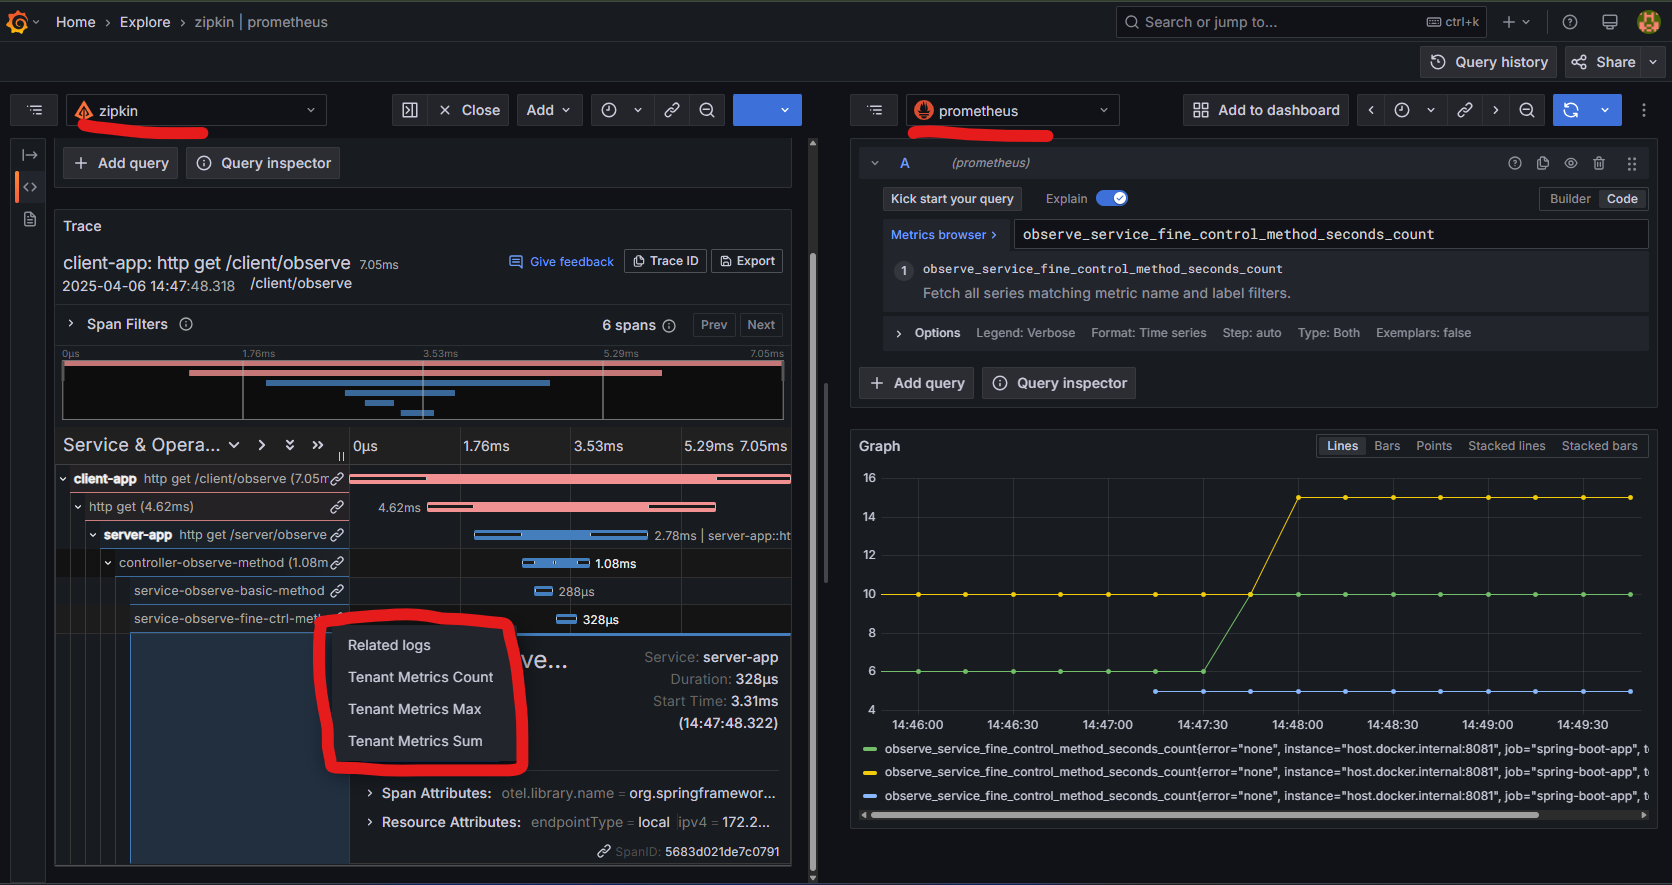 Home › Explore › zipkin | prometheus
Search or jump to... ctrl+k
Query history Share
zipkin Close Add
prometheus Add to dashboard
Add query Query inspector
Trace
client-app: http get /client/observe 7.05ms
Give feedback Trace ID Export
2025-04-06 14:47:48.318 /client/observe
Span Filters 6 spans Prev Next
0μs 1.76ms 3.53ms 5.29ms 7.05ms
Service & Opera... 0μs 1.76ms 3.53ms 5.29ms 7.05ms
client-app http get /client/observe (7.05m
http get (4.62ms) 4.62ms
server-app http get /server/observe 2.78ms | server-app::ht
controller-observe-method (1.08m 1.08ms
service-observe-basic-method 288μs
service-observe-fine-ctrl-met 328μs
Related logs
Tenant Metrics Count
Tenant Metrics Max
Tenant Metrics Sum
ve...
Service: server-app
Duration: 328μs
Start Time: 3.31ms
(14:47:48.322)
Span Attributes: otel.library.name = org.springframewor...
Resource Attributes: endpointType = local ipv4 = 172.2...
SpanID: 5683d021de7c0791
A (prometheus)
Kick start your query Explain Builder Code
Metrics browser > observe_service_fine_control_method_seconds_count
1 observe_service_fine_control_method_seconds_count
Fetch all series matching metric name and label filters.
Options Legend: Verbose Format: Time series Step: auto Type: Both Exemplars: false
Add query Query inspector
Graph Lines Bars Points Stacked lines Stacked bars
16
14
12
10
8
6
4
14:46:00 14:46:30 14:47:00 14:47:30 14:48:00 14:48:30 14:49:00 14:49:30
observe_service_fine_control_method_seconds_count{error="none", instance="host.docker.internal:8081", job="spring-boot-app", t
observe_service_fine_control_method_seconds_count{error="none", instance="host.docker.internal:8081", job="spring-boot-app", t
observe_service_fine_control_method_seconds_count{error="none", instance="host.docker.internal:8081", job="spring-boot-app", t